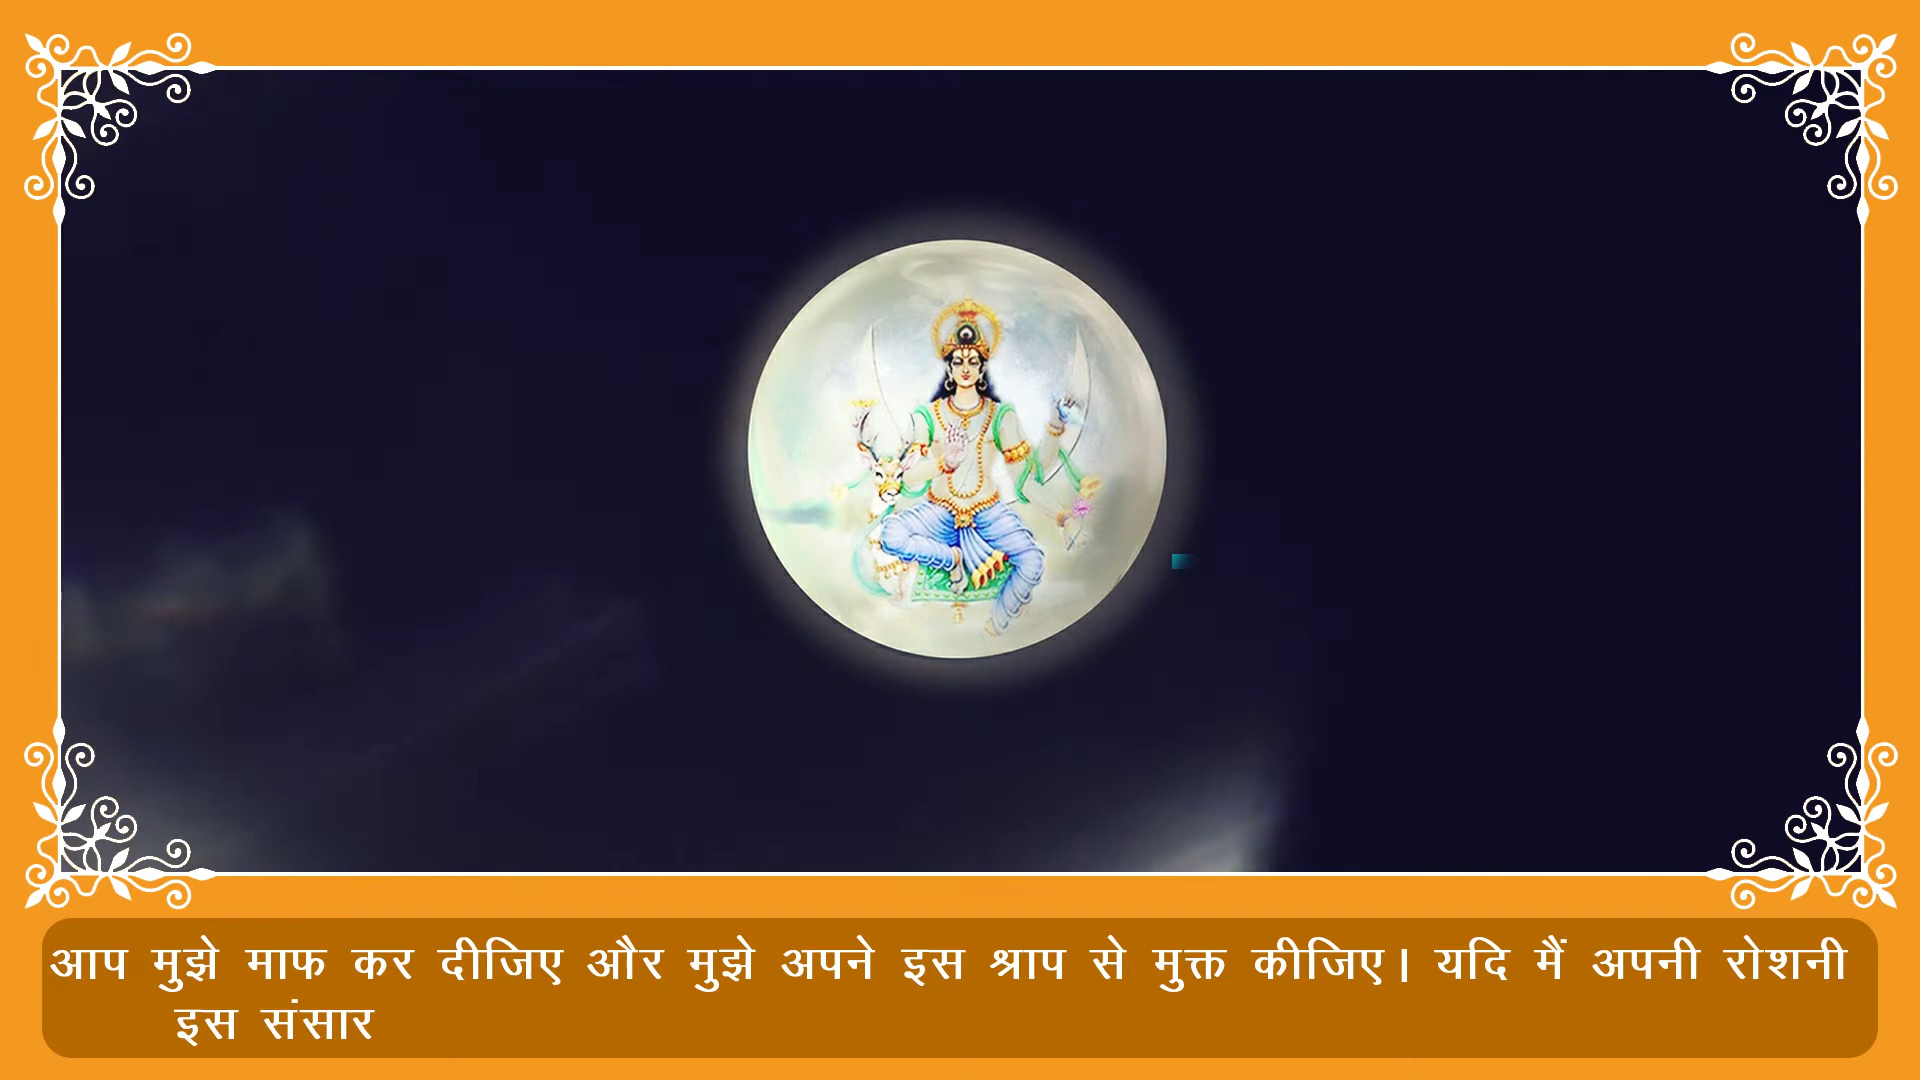 आप मुझे माफ कर दीजिए और मुझे अपने इस श्राप से मुक्त कीजिए। यदि मैं अपनी रोशनी
इस संसार